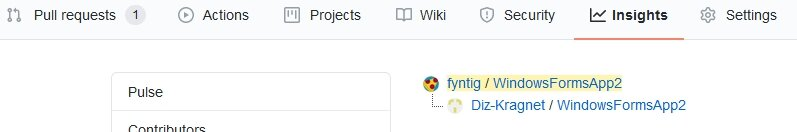 Pull requests 1 Actions Projects Wiki Security Insights Settings
Pulse
fyntig / WindowsFormsApp2
Diz-Kragnet / WindowsFormsApp2
Contributors